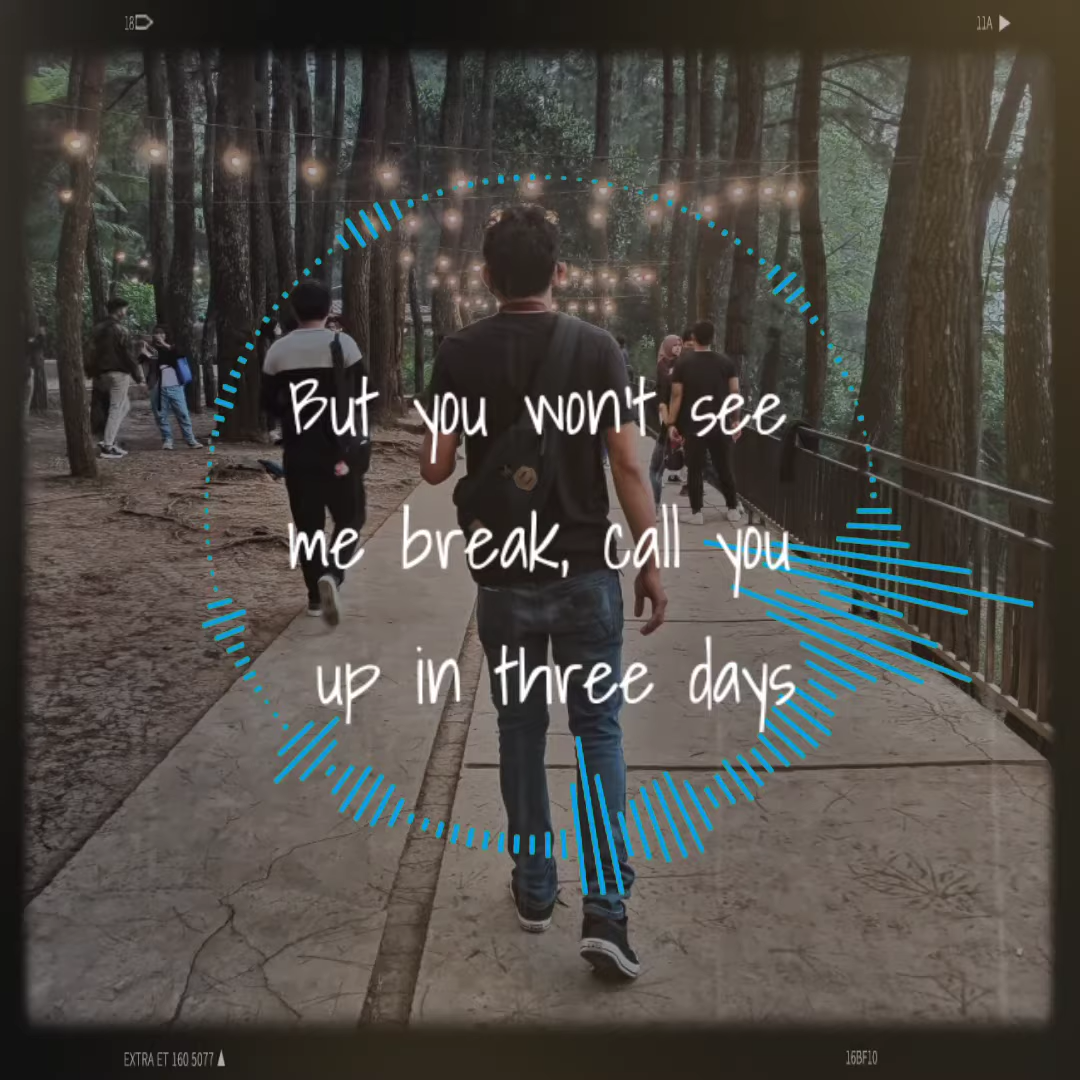 18
11A
But you won't see
me break, call you
up in three days
EXTRA ET 160 5077
16BF10